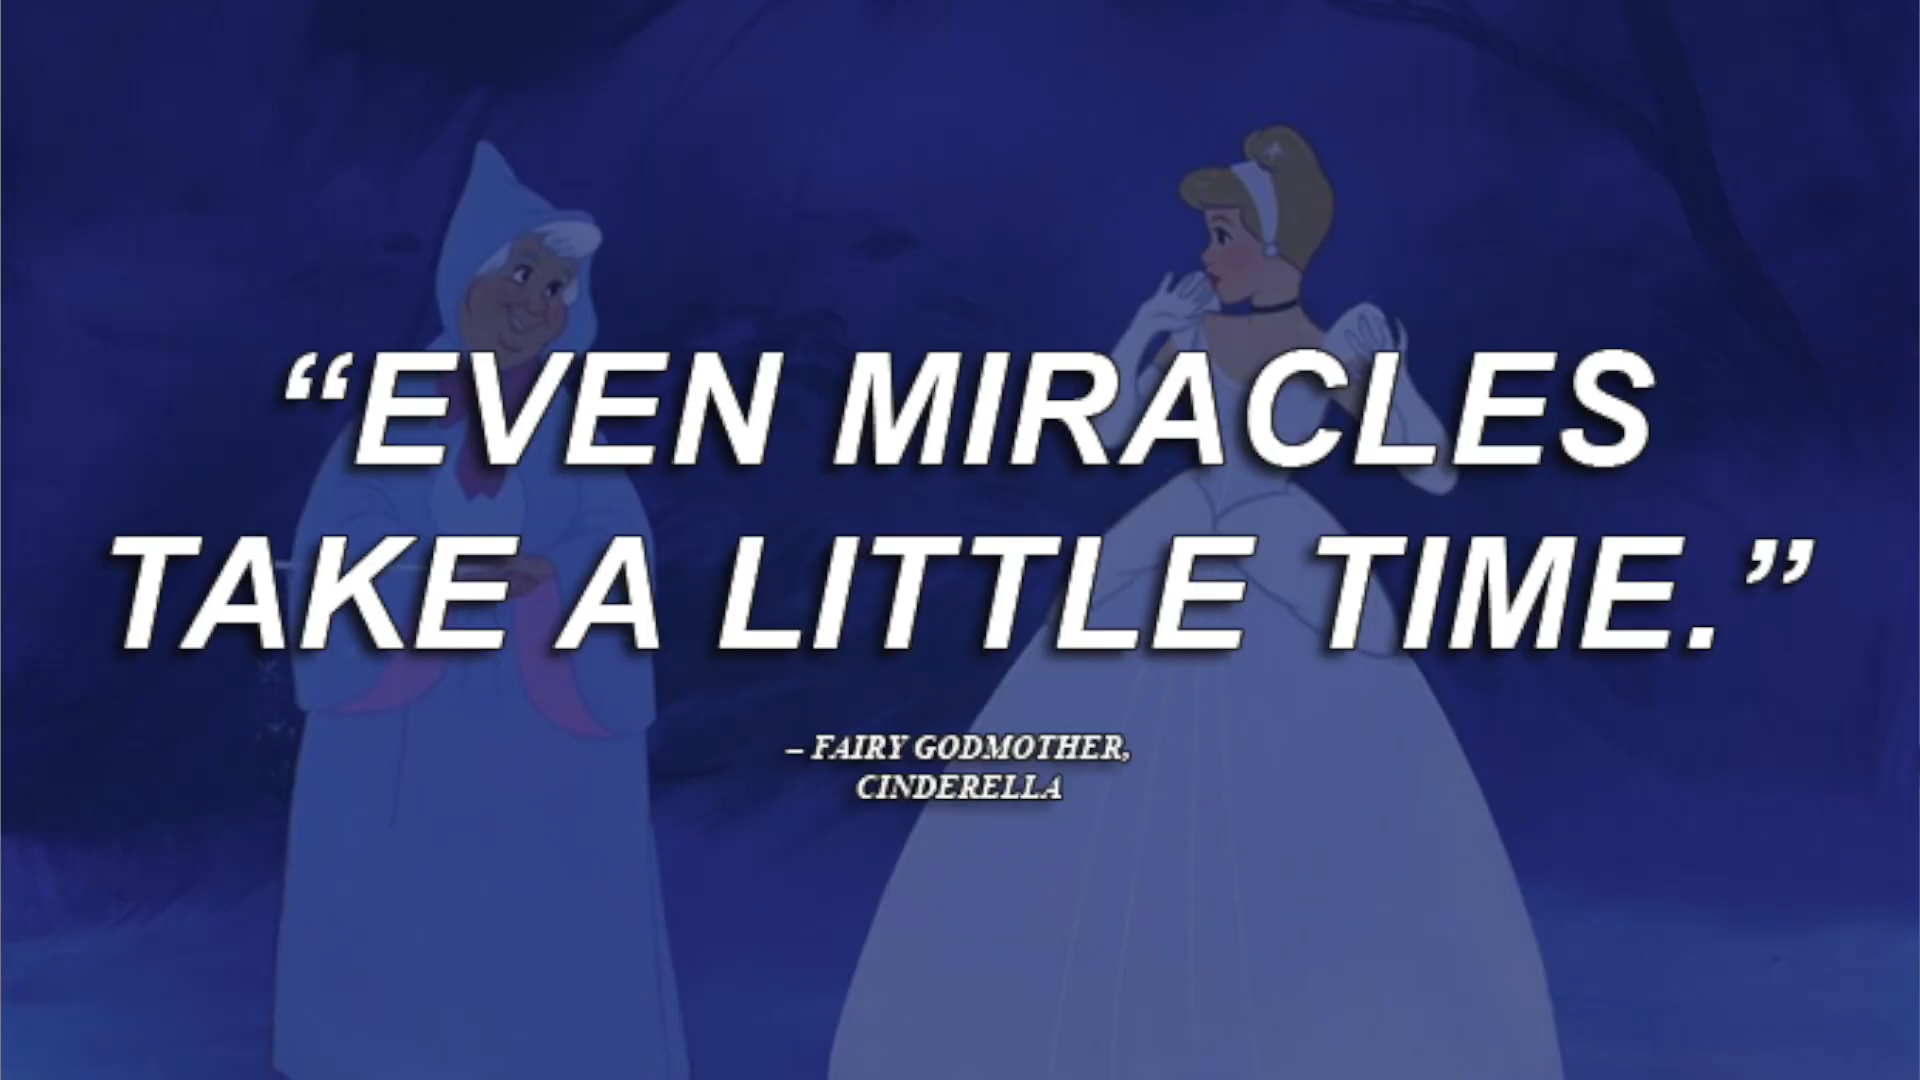 “EVEN MIRACLES
TAKE A LITTLE TIME.”
– FAIRY GODMOTHER,
CINDERELLA